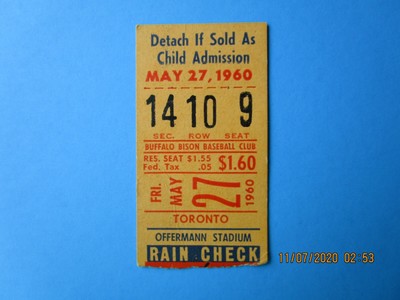 Detach If Sold As
Child Admission
MAY 27, 1960
14 10 9
SEC. ROW SEAT
BUFFALO BISON BASEBALL CLUB
RES. SEAT $1.55
Fed. Tax .05
$1.60
FRI. MAY 27 1960
TORONTO
OFFERMANN STADIUM
RAIN CHECK
11/07/2020 02:53